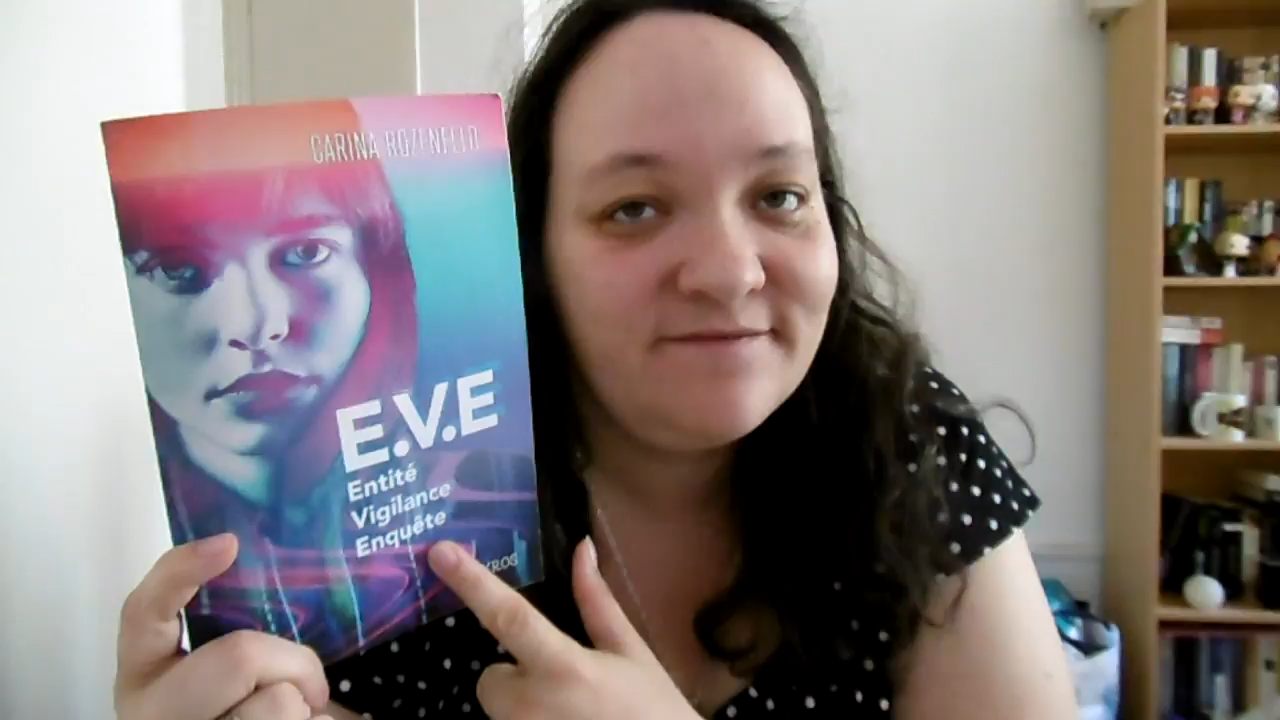 CARINA ROZENFELD
E.V.E
Entité
Vigilance
Enquête